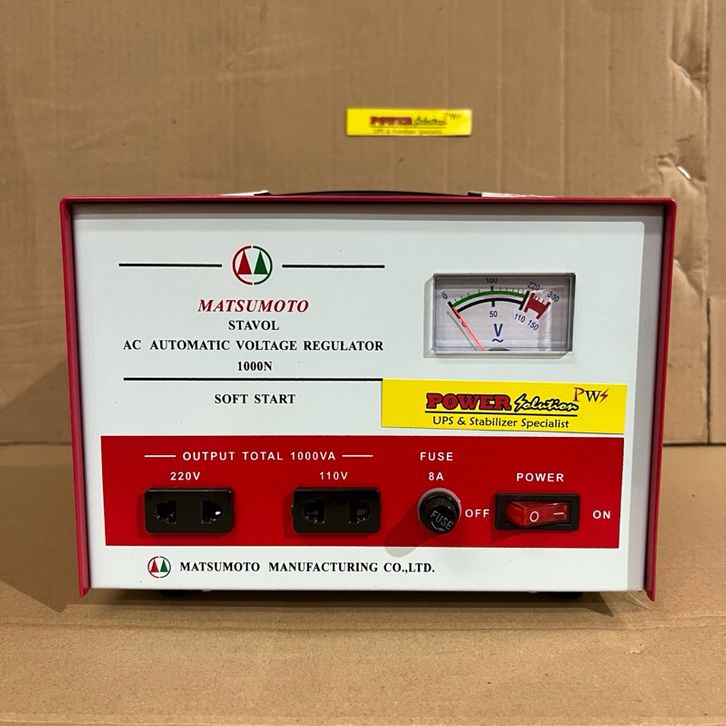 POWER Solution PWS
UPS & Stabilizer Specialist
MATSUMOTO
STAVOL
AC AUTOMATIC VOLTAGE REGULATOR
1000N
SOFT START
0 100 220 300
0 50 110 150
V
~
POWER Solution PWS
UPS & Stabilizer Specialist
OUTPUT TOTAL 1000VA
220V 110V
FUSE
8A
FUSE
POWER
OFF O – ON
MATSUMOTO MANUFACTURING CO.,LTD.